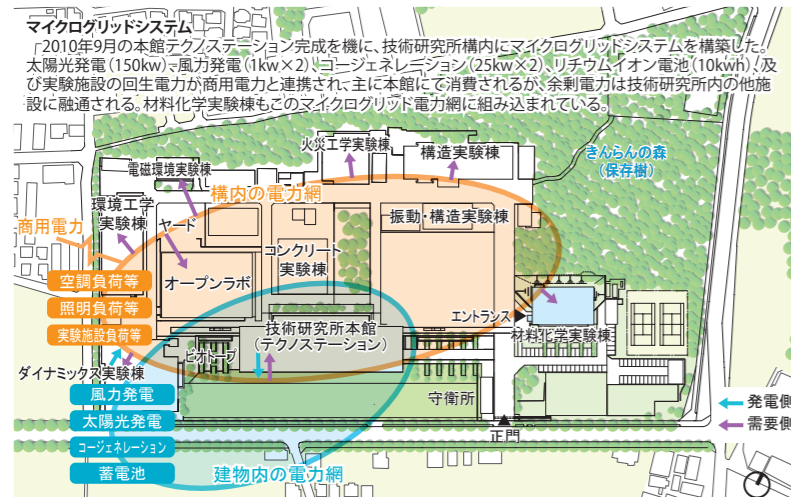 マイクログリッドシステム
「2010年9月の本館テクノステーション完成を機に、技術研究所構内にマイクログリッドシステムを構築した。
太陽光発電(150kw)、風力発電(1kw×2)、コージェネレーション(25kw×2)、リチウムイオン電池(10kwh)、及
び実験施設の回生電力が商用電力と連携され、主に本館にて消費されるが、余剰電力は技術研究所内の他施
設に融通される。材料化学実験棟もこのマイクログリッド電力網に組み込まれている。
火災工学実験棟
構造実験棟
電磁環境実験棟
きんらんの森
(保存樹)
構内の電力網
環境工学
実験棟
ヤード
振動・構造実験棟
商用電力
コンクリート
実験棟
オープンラボ
空調負荷等
照明負荷等
実験施設負荷等
エントランス
技術研究所本館
(テクノステーション)
材料化学実験棟
ビオトープ
ダイナミックス実験棟
風力発電
守衛所
発電側
太陽光発電
需要側
正門
コージェネレーション
蓄電池
建物内の電力網